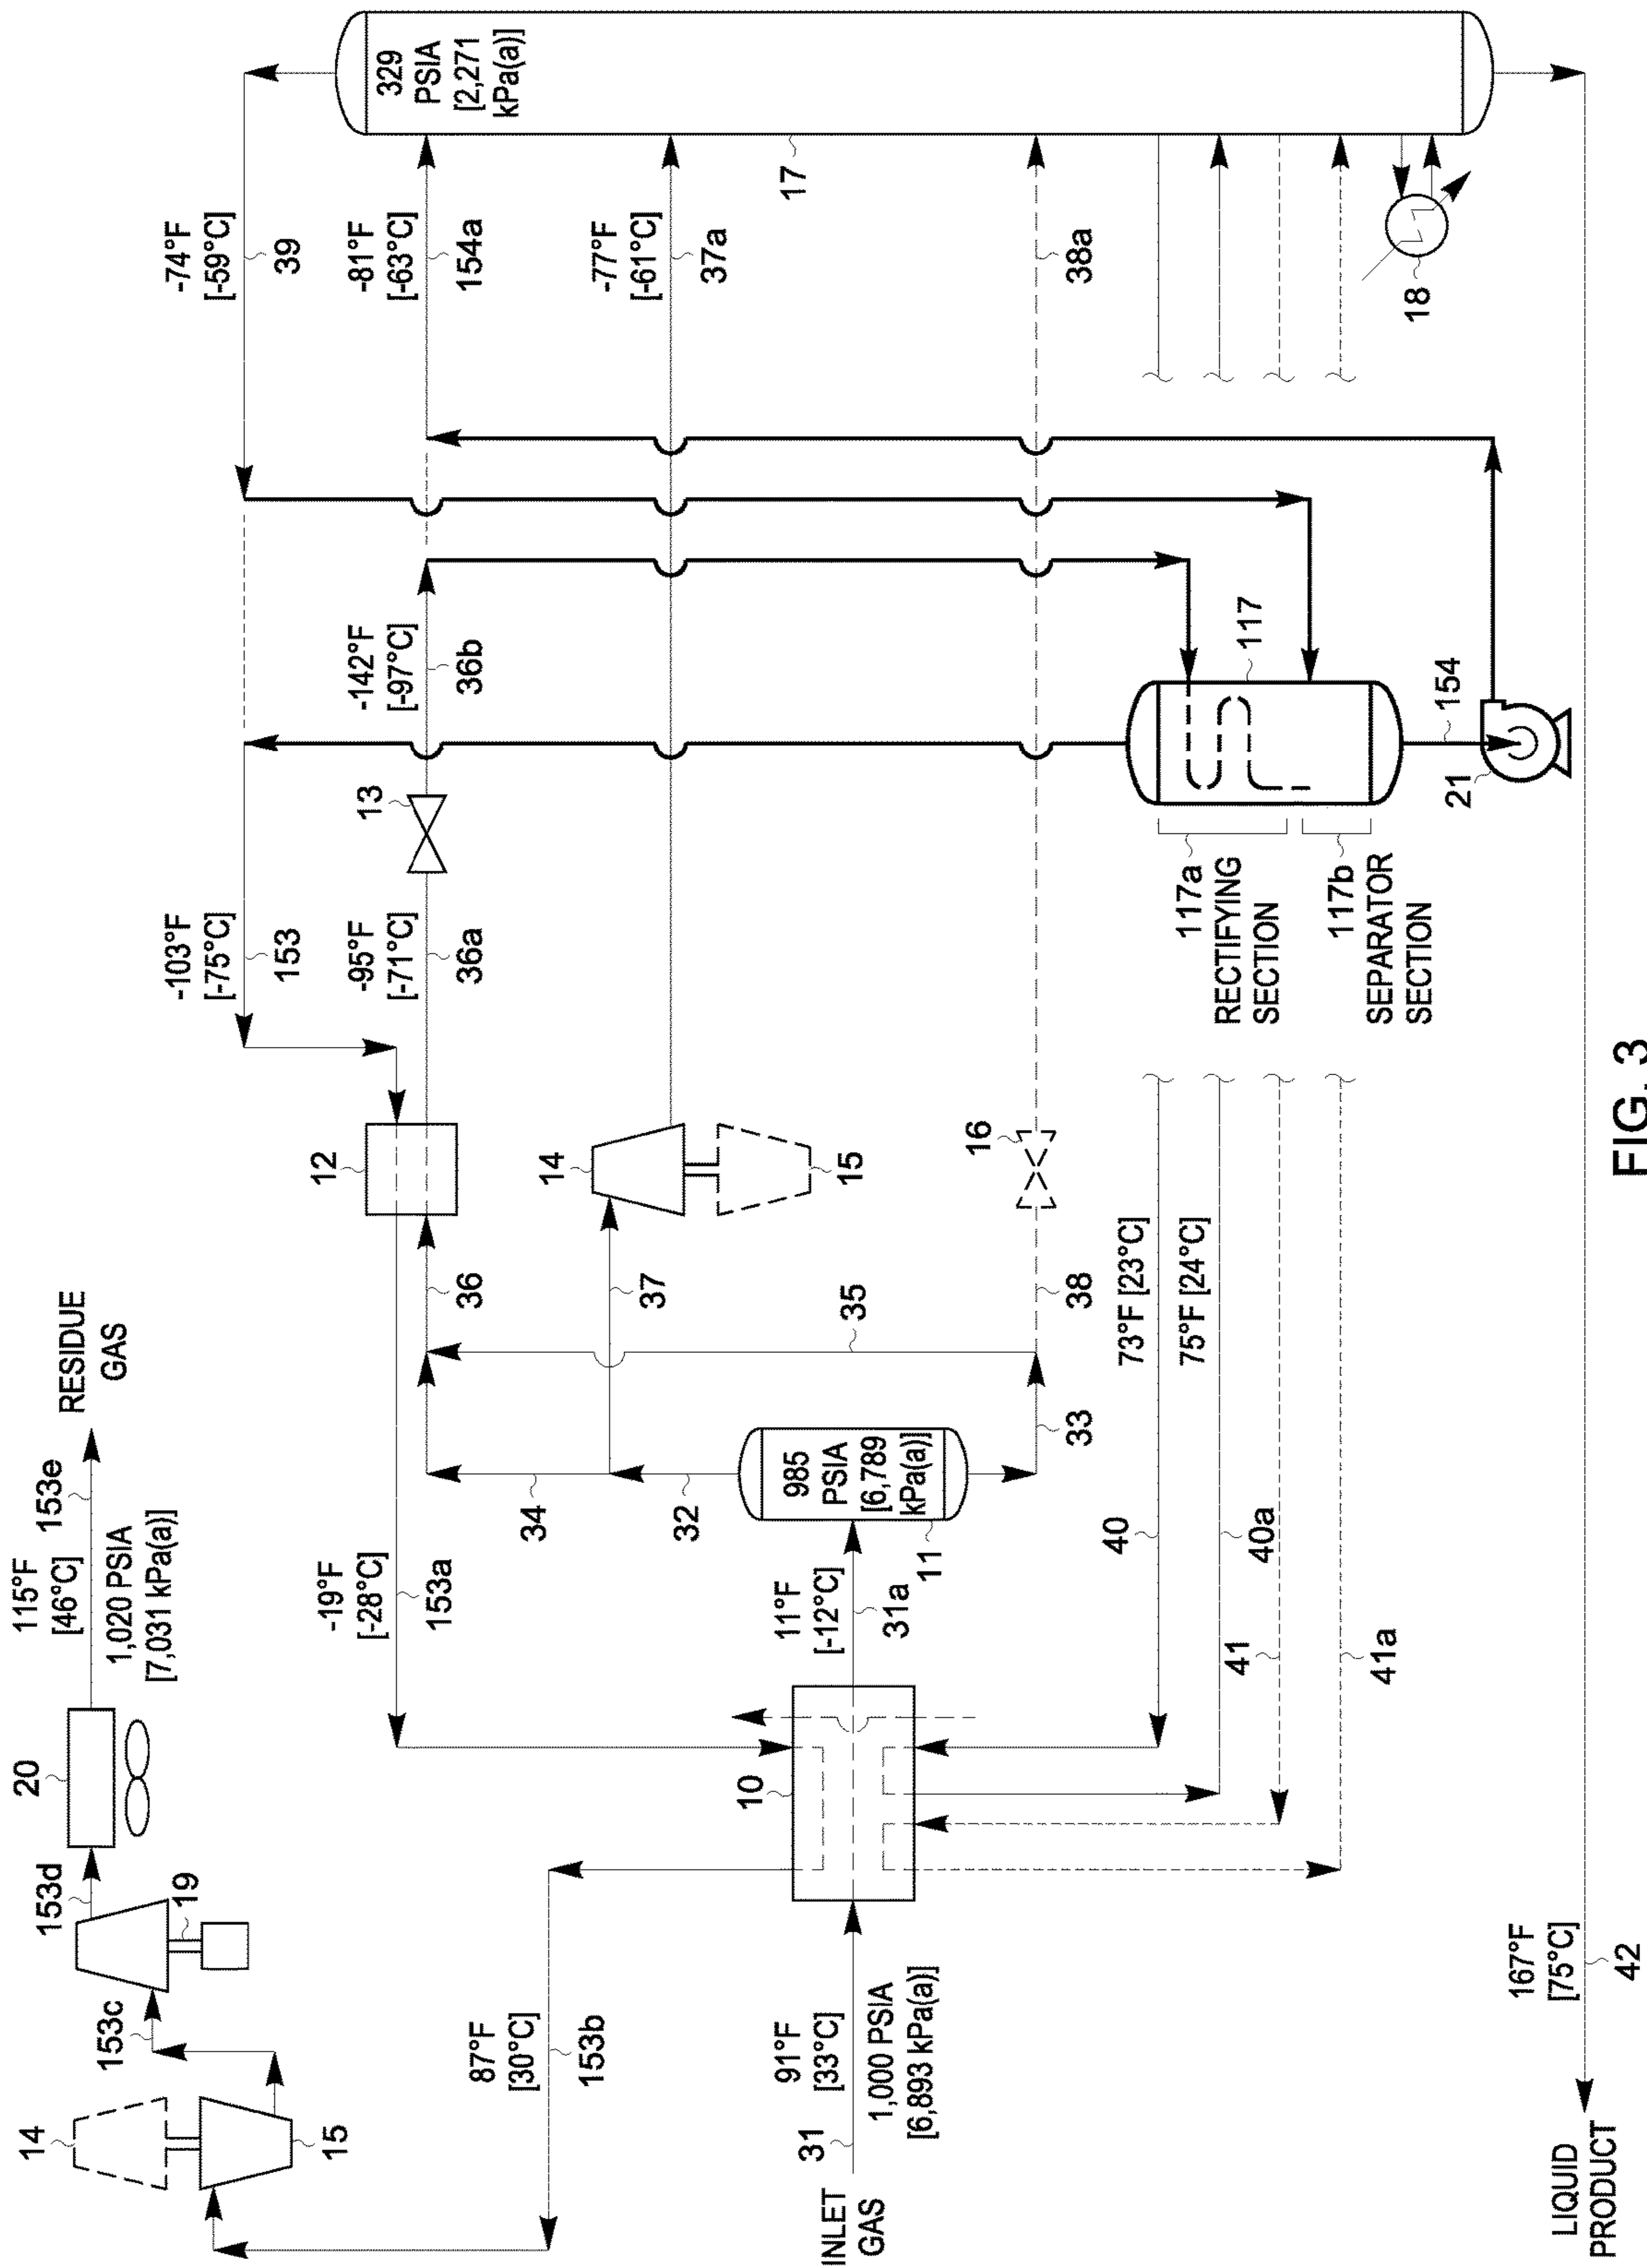 RESIDUE
GAS
115°F
[46°C]
153e
1,020 PSIA
[7,031 kPa(a)]
20
153d
19
153c
14
15
-19°F
[-28°C]
153a
87°F
[30°C]
153b
INLET
GAS
31
91°F
[33°C]
1,000 PSIA
[6,893 kPa(a)]
10
11°F
[-12°C]
31a
11
985
PSIA
[6,789
kPa(a)]
32
33
34
35
36
37
38
12
14
15
16
-103°F
[-75°C]
153
-95°F
[-71°C]
36a
13
-142°F
[-97°C]
36b
-74°F
[-59°C]
39
-81°F
[-63°C]
154a
-77°F
[-61°C]
37a
38a
329
PSIA
[2,271
kPa(a)]
17
18
117
117a
RECTIFYING
SECTION
117b
SEPARATOR
SECTION
154
21
73°F [23°C]
40
75°F [24°C]
40a
41
41a
167°F
[75°C]
42
LIQUID
PRODUCT
FIG. 3